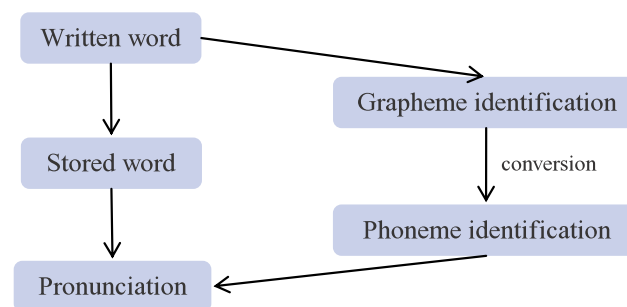 Written word
Grapheme identification
Stored word
conversion
Phoneme identification
Pronunciation